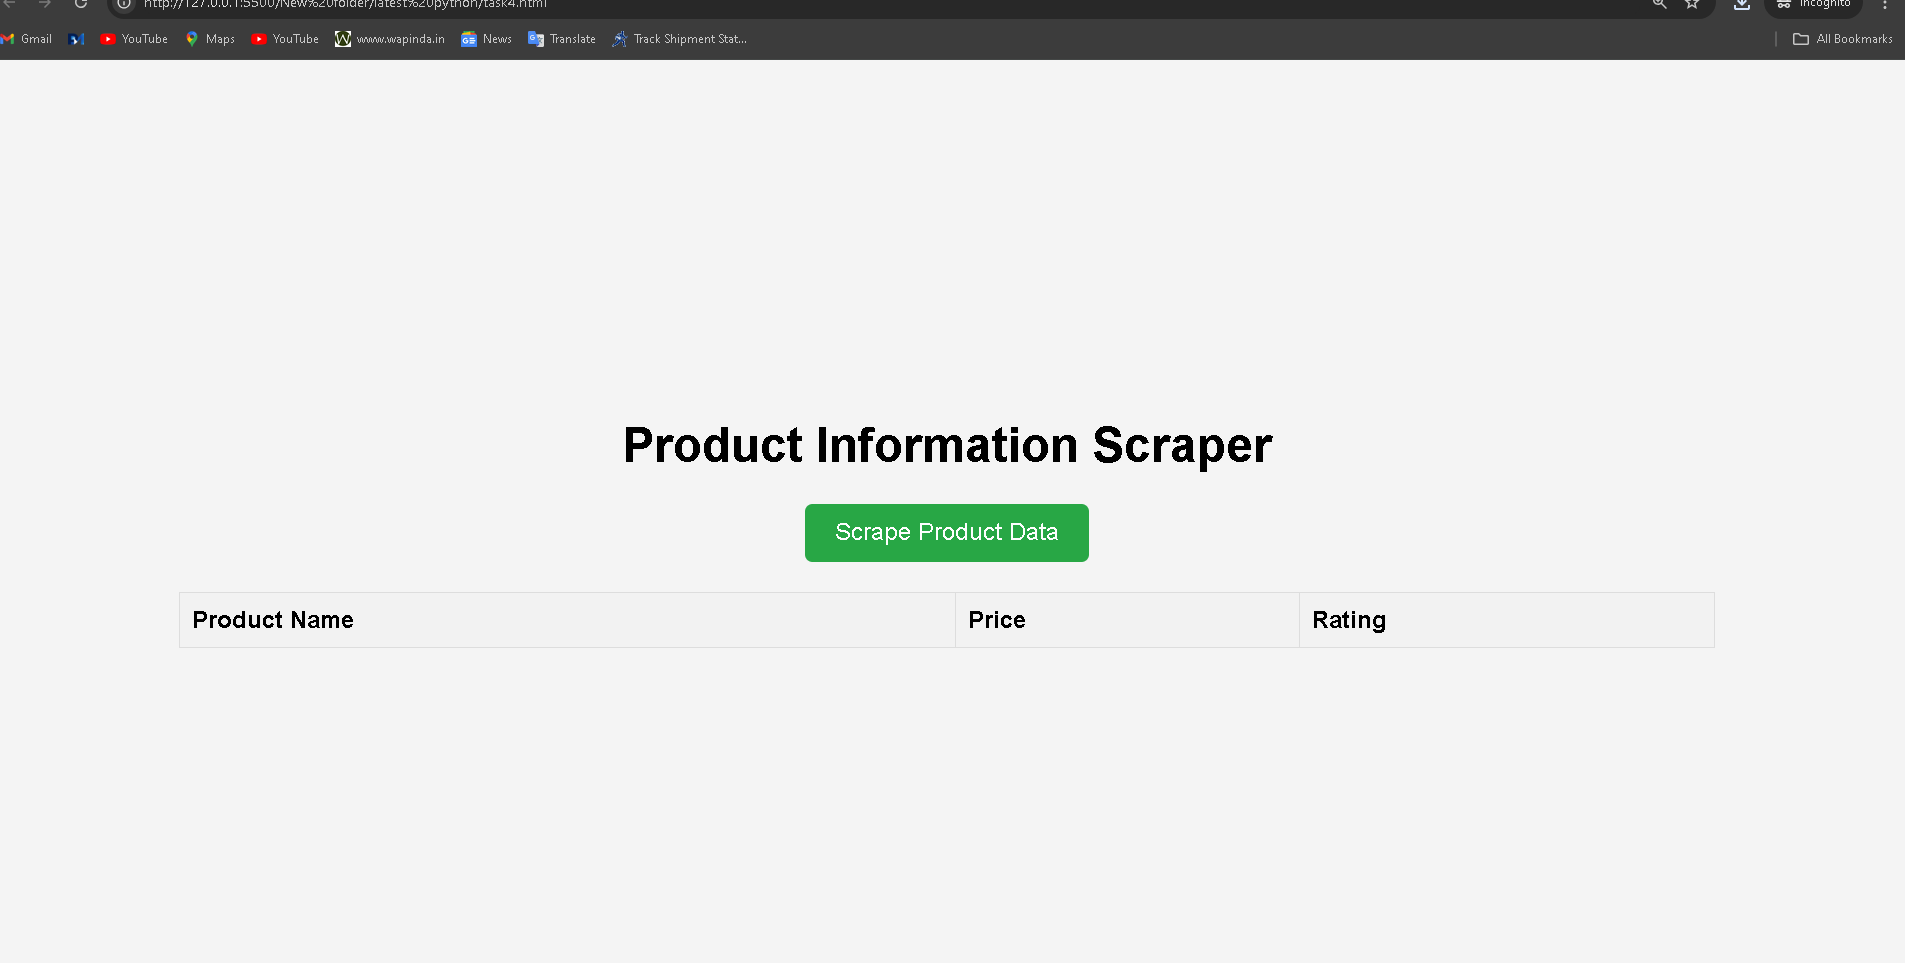 http://127.0.0.1:5500/New%20folder/latest%20python/task4.html Incognito
Gmail YouTube Maps YouTube www.wapinda.in News Translate Track Shipment Stat... All Bookmarks
Product Information Scraper
Scrape Product Data
Product Name Price Rating